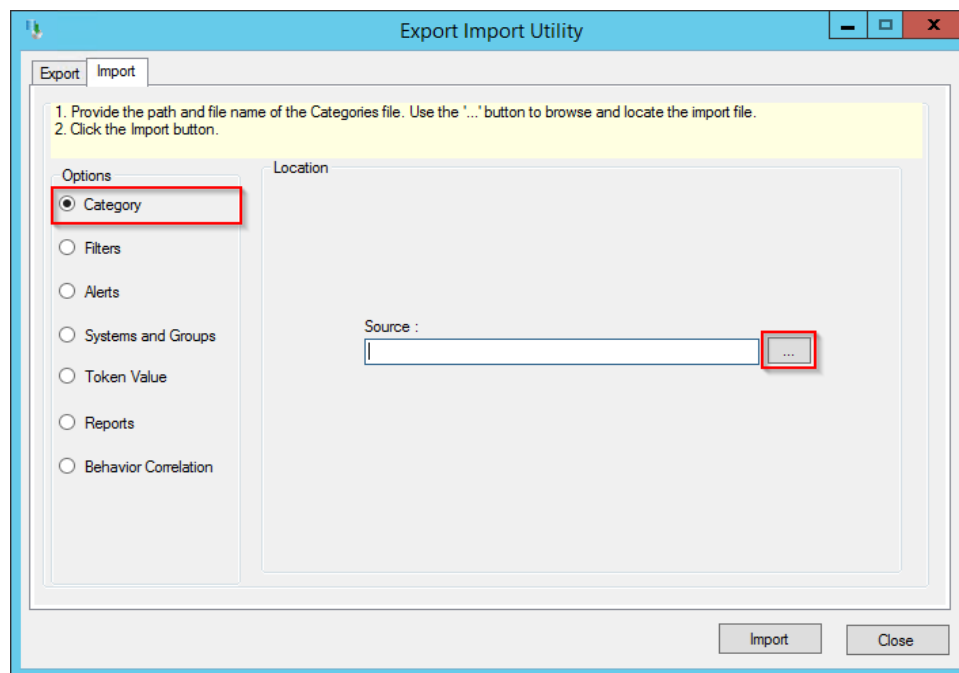 Export Import Utility
Export
Import
1. Provide the path and file name of the Categories file. Use the '...' button to browse and locate the import file.
2. Click the Import button.
Options
Location
Category
Filters
Alerts
Systems and Groups
Token Value
Reports
Behavior Correlation
Source :
...
Import
Close